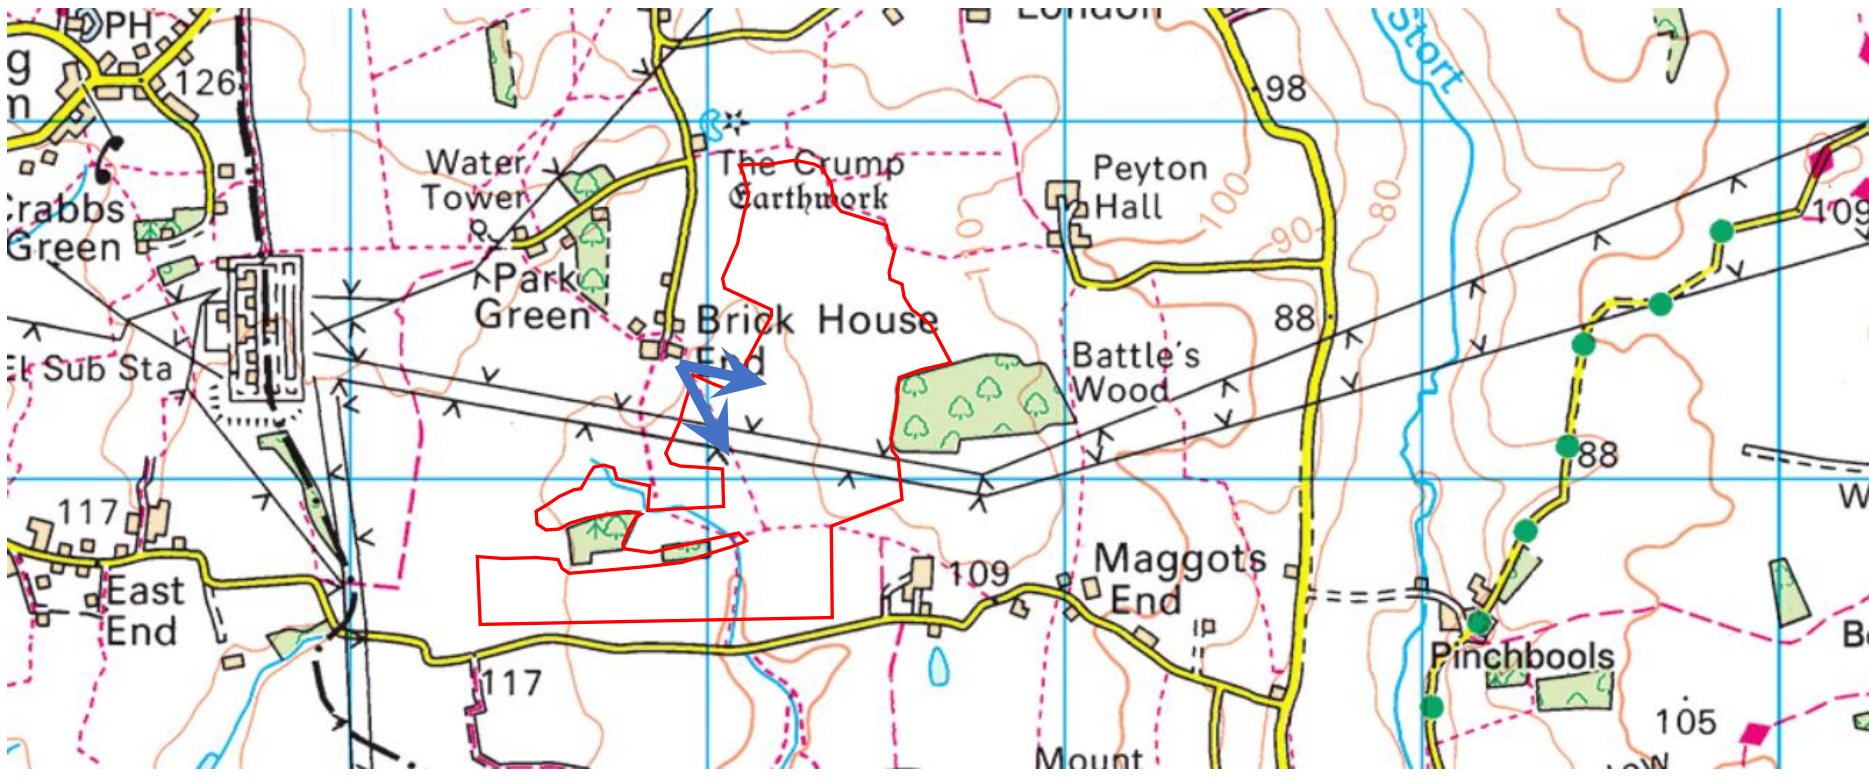 PH
126
g
m
Crabbs
Green
Water
Tower
The Crump
Earthwork
Park
Green
Brick House
End
El Sub Sta
London
Stort
98
Peyton
Hall
100
90
80
110
88
109
Battle's
Wood
88
117
East
End
117
109
Maggots
End
Pinchbools
105
Mount
W